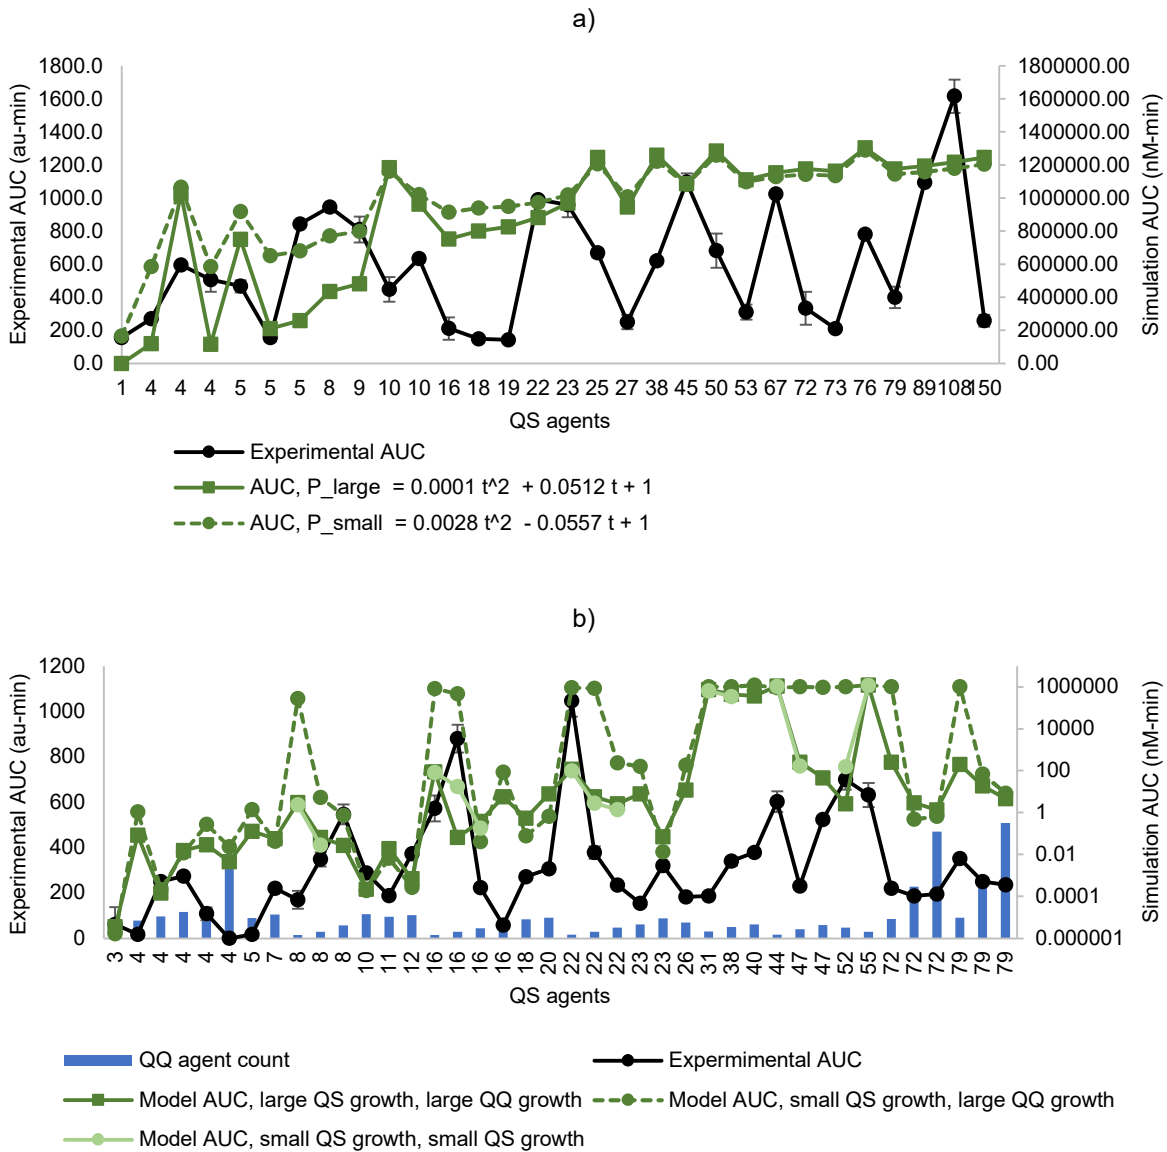 a)
Experimental AUC (au-min)
1800.0
1600.0
1400.0
1200.0
1000.0
800.0
600.0
400.0
200.0
0.0
1800000.00
1600000.00
1400000.00
1200000.00
1000000.00
800000.00
600000.00
400000.00
200000.00
0.00
Simulation AUC (nM-min)
1 4 4 4 5 5 5 8 9 10 10 16 18 19 22 23 25 27 38 45 50 53 67 72 73 76 79 89 108 150
QS agents
Experimental AUC
AUC, P_large = 0.0001 t^2 + 0.0512 t + 1
AUC, P_small = 0.0028 t^2 - 0.0557 t + 1
b)
Experimental AUC (au-min)
1200
1000
800
600
400
200
0
1000000
10000
100
1
0.01
0.0001
0.000001
Simulation AUC (nM-min)
3 4 4 4 4 4 5 7 8 8 8 10 11 12 16 16 16 16 18 20 22 22 22 23 23 26 31 38 40 44 47 47 52 55 72 72 72 79 79 79
QS agents
QQ agent count
Expermimental AUC
Model AUC, large QS growth, large QQ growth
Model AUC, small QS growth, large QQ growth
Model AUC, small QS growth, small QS growth